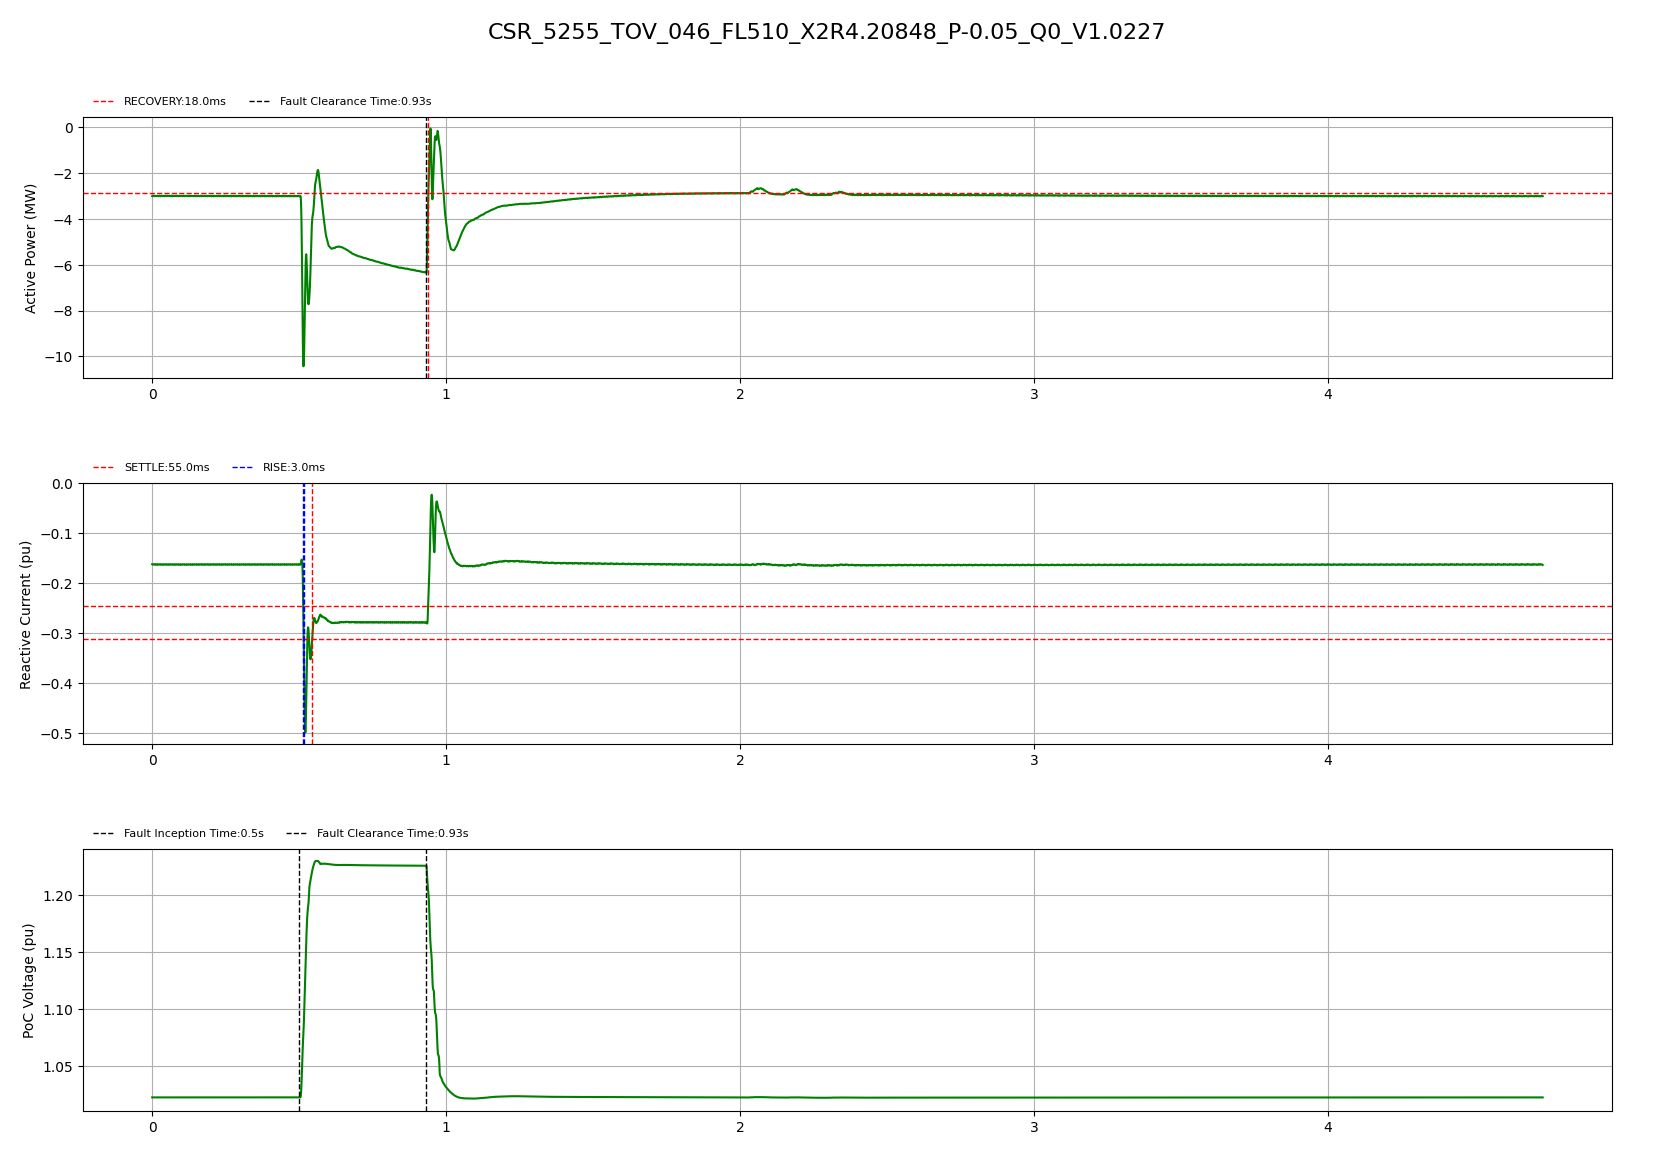 CSR_5255_TOV_046_FL510_X2R4.20848_P-0.05_Q0_V1.0227
RECOVERY:18.0ms Fault Clearance Time:0.93s
Active Power (MW)
0
−2
−4
−6
−8
−10
0 1 2 3 4
SETTLE:55.0ms RISE:3.0ms
Reactive Current (pu)
0.0
−0.1
−0.2
−0.3
−0.4
−0.5
0 1 2 3 4
Fault Inception Time:0.5s Fault Clearance Time:0.93s
PoC Voltage (pu)
1.20
1.15
1.10
1.05
0 1 2 3 4